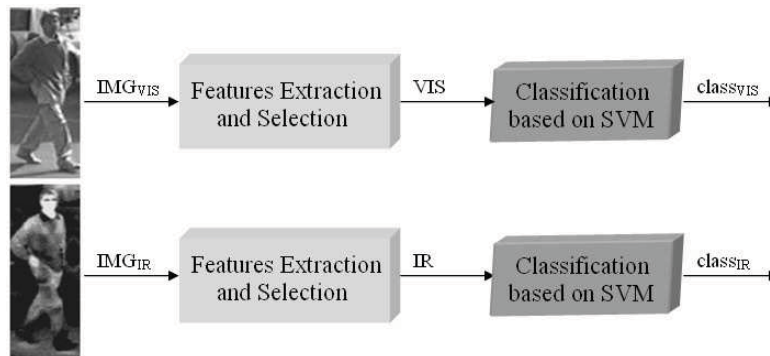 IMGVIS
Features Extraction
and Selection
VIS
Classification
based on SVM
classVIS
IMGIR
Features Extraction
and Selection
IR
Classification
based on SVM
classIR